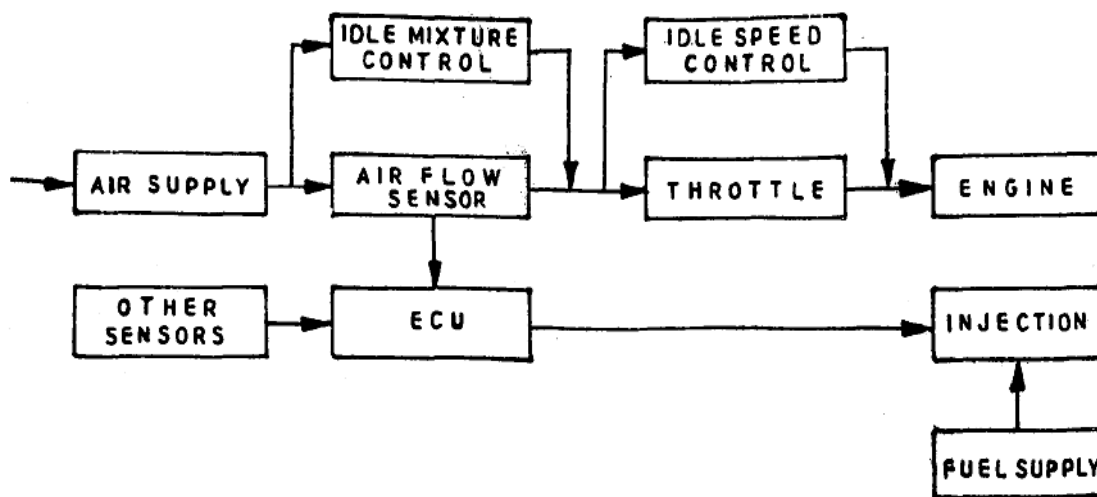 IDLE MIXTURE
CONTROL
IDLE SPEED
CONTROL
AIR SUPPLY
AIR FLOW
SENSOR
THROTTLE
ENGINE
OTHER
SENSORS
ECU
INJECTION
FUEL SUPPLY